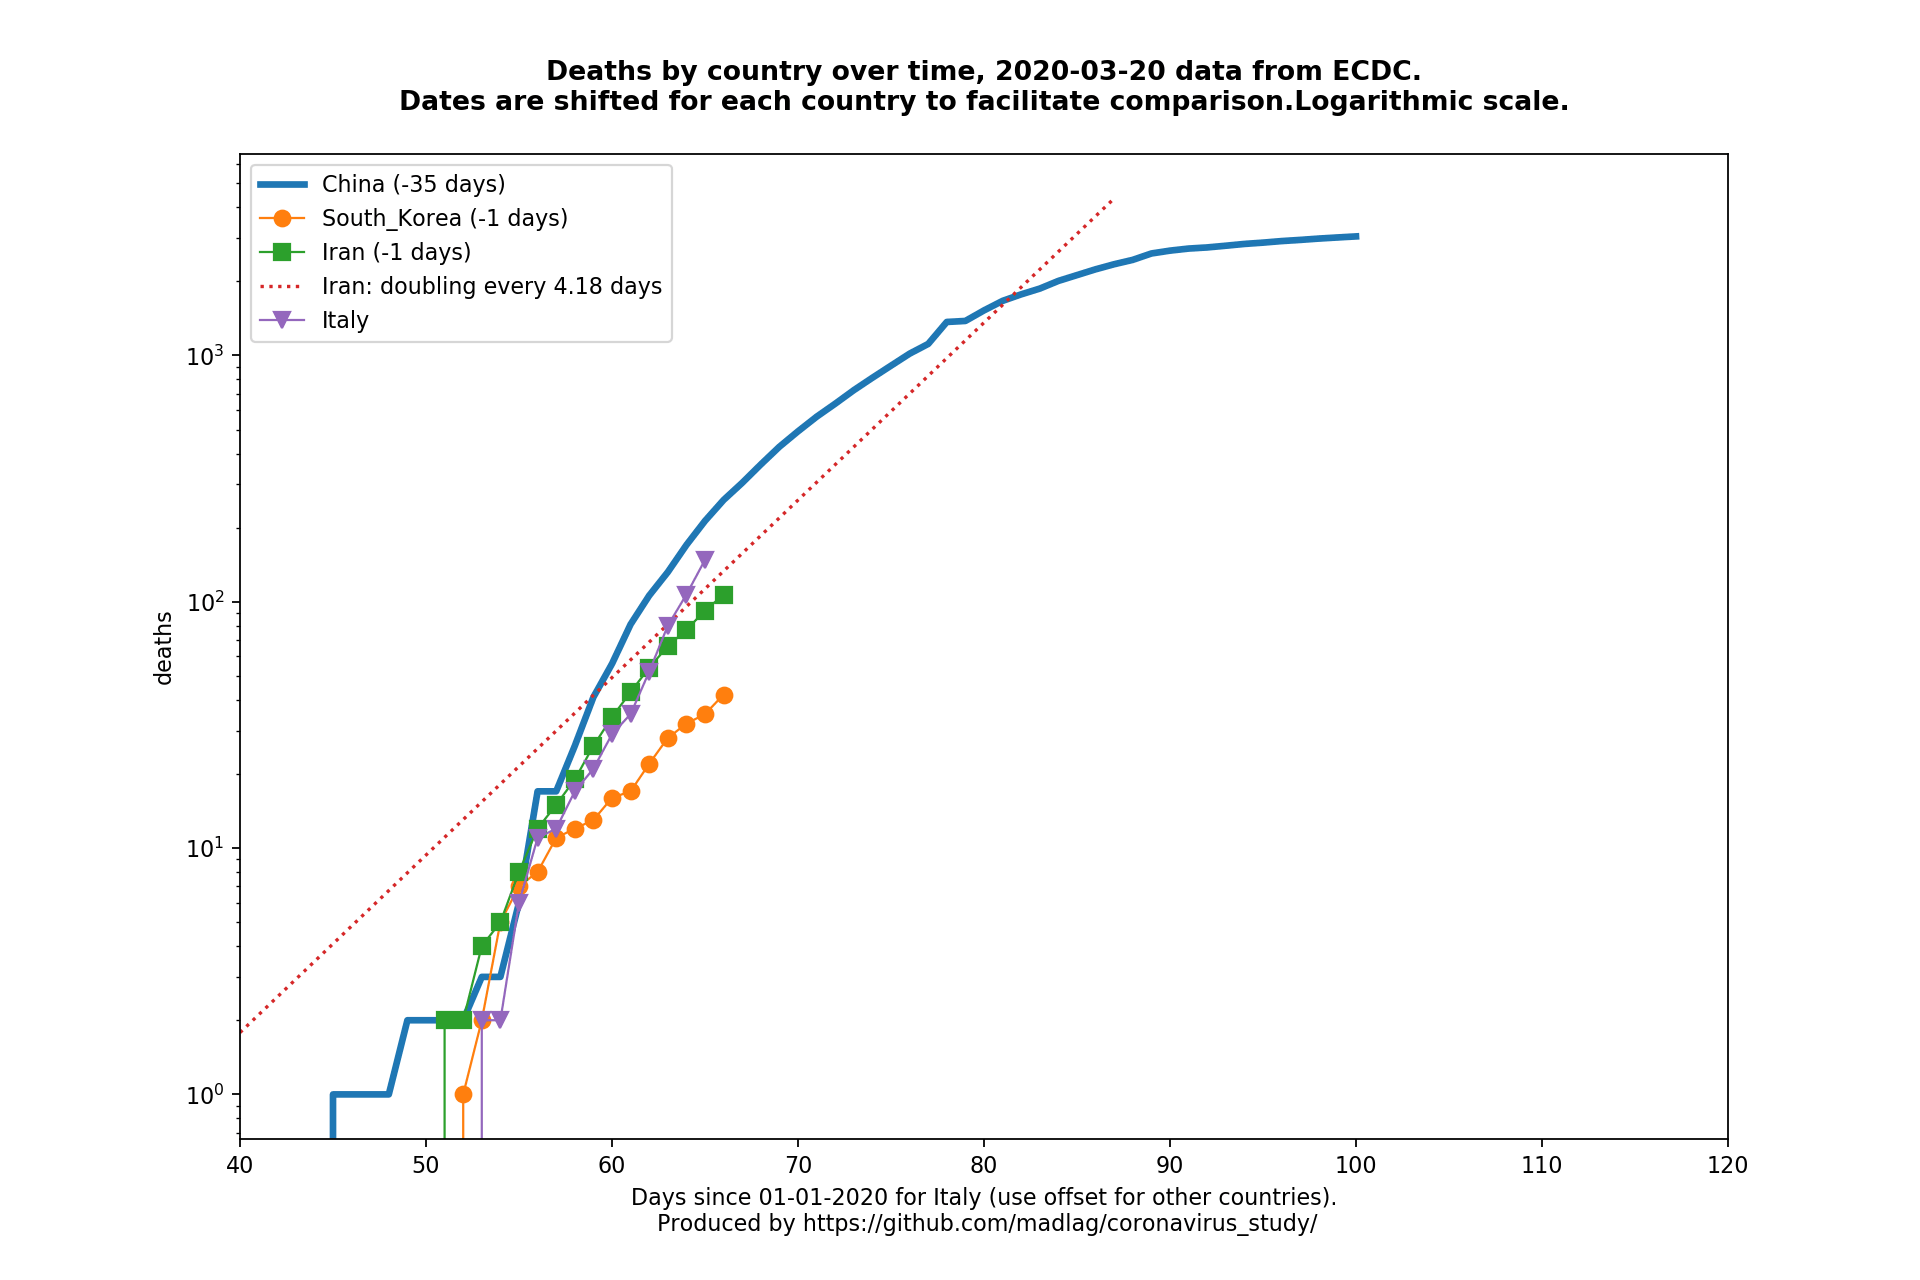 Deaths by country over time, 2020-03-20 data from ECDC.
Dates are shifted for each country to facilitate comparison.Logarithmic scale.
China (-35 days)
South_Korea (-1 days)
Iran (-1 days)
Iran: doubling every 4.18 days
Italy
10³
10²
10¹
10⁰
deaths
40 50 60 70 80 90 100 110 120
Days since 01-01-2020 for Italy (use offset for other countries).
Produced by https://github.com/madlag/coronavirus_study/